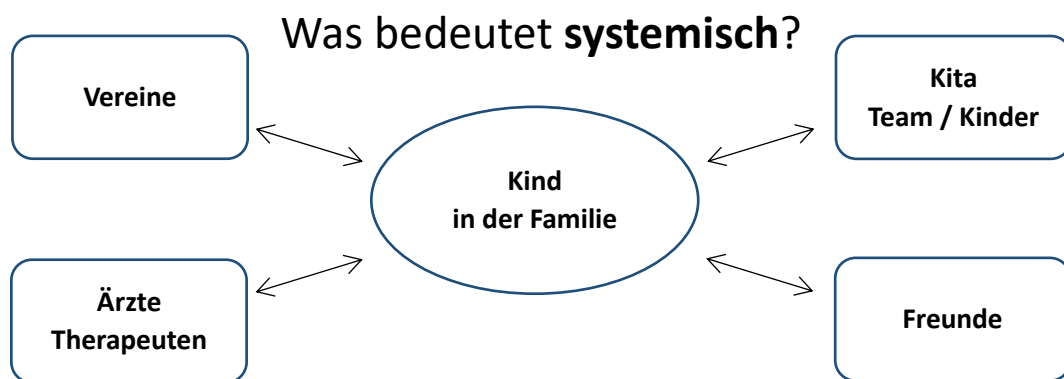 Was bedeutet systemisch?
Vereine
Kita
Team / Kinder
Kind
in der Familie
Ärzte
Therapeuten
Freunde